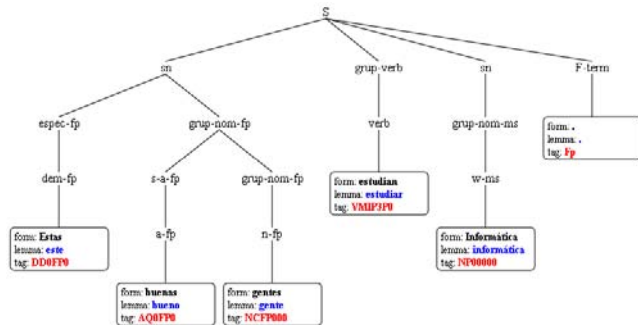 S
sn grup-verb sn F-term
espec-fp grup-nom-fp verb grup-nom-ms
form: .
lemma: .
tag: Fp
dem-fp s-a-fp grup-nom-fp w-ms
form: estudian
lemma: estudiar
tag: VMIP3P0
form: Estas
lemma: este
tag: DD0FP0
a-fp n-fp
form: Informática
lemma: informática
tag: NP00000
form: buenas
lemma: bueno
tag: AQ0FP0
form: gentes
lemma: gente
tag: NCFP000